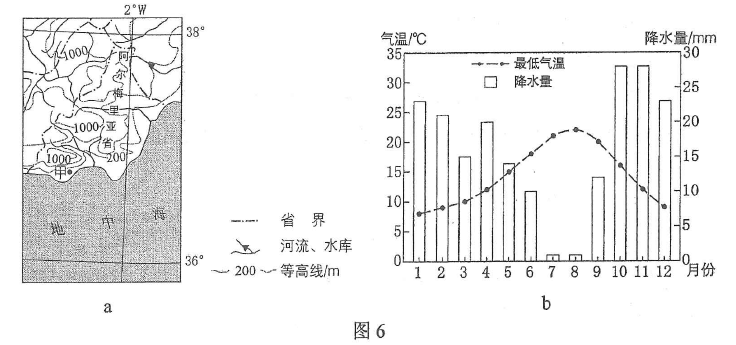 2°W
38°
1000
阿尔梅里亚省
1000
200
1000
甲
地中海
36°
省界
河流、水库
200 等高线/m
a
气温/℃
降水量/mm
最低气温
降水量
35
30
25
20
15
10
5
0
30
25
20
15
10
5
0
1 2 3 4 5 6 7 8 9 10 11 12 月份
b
图6